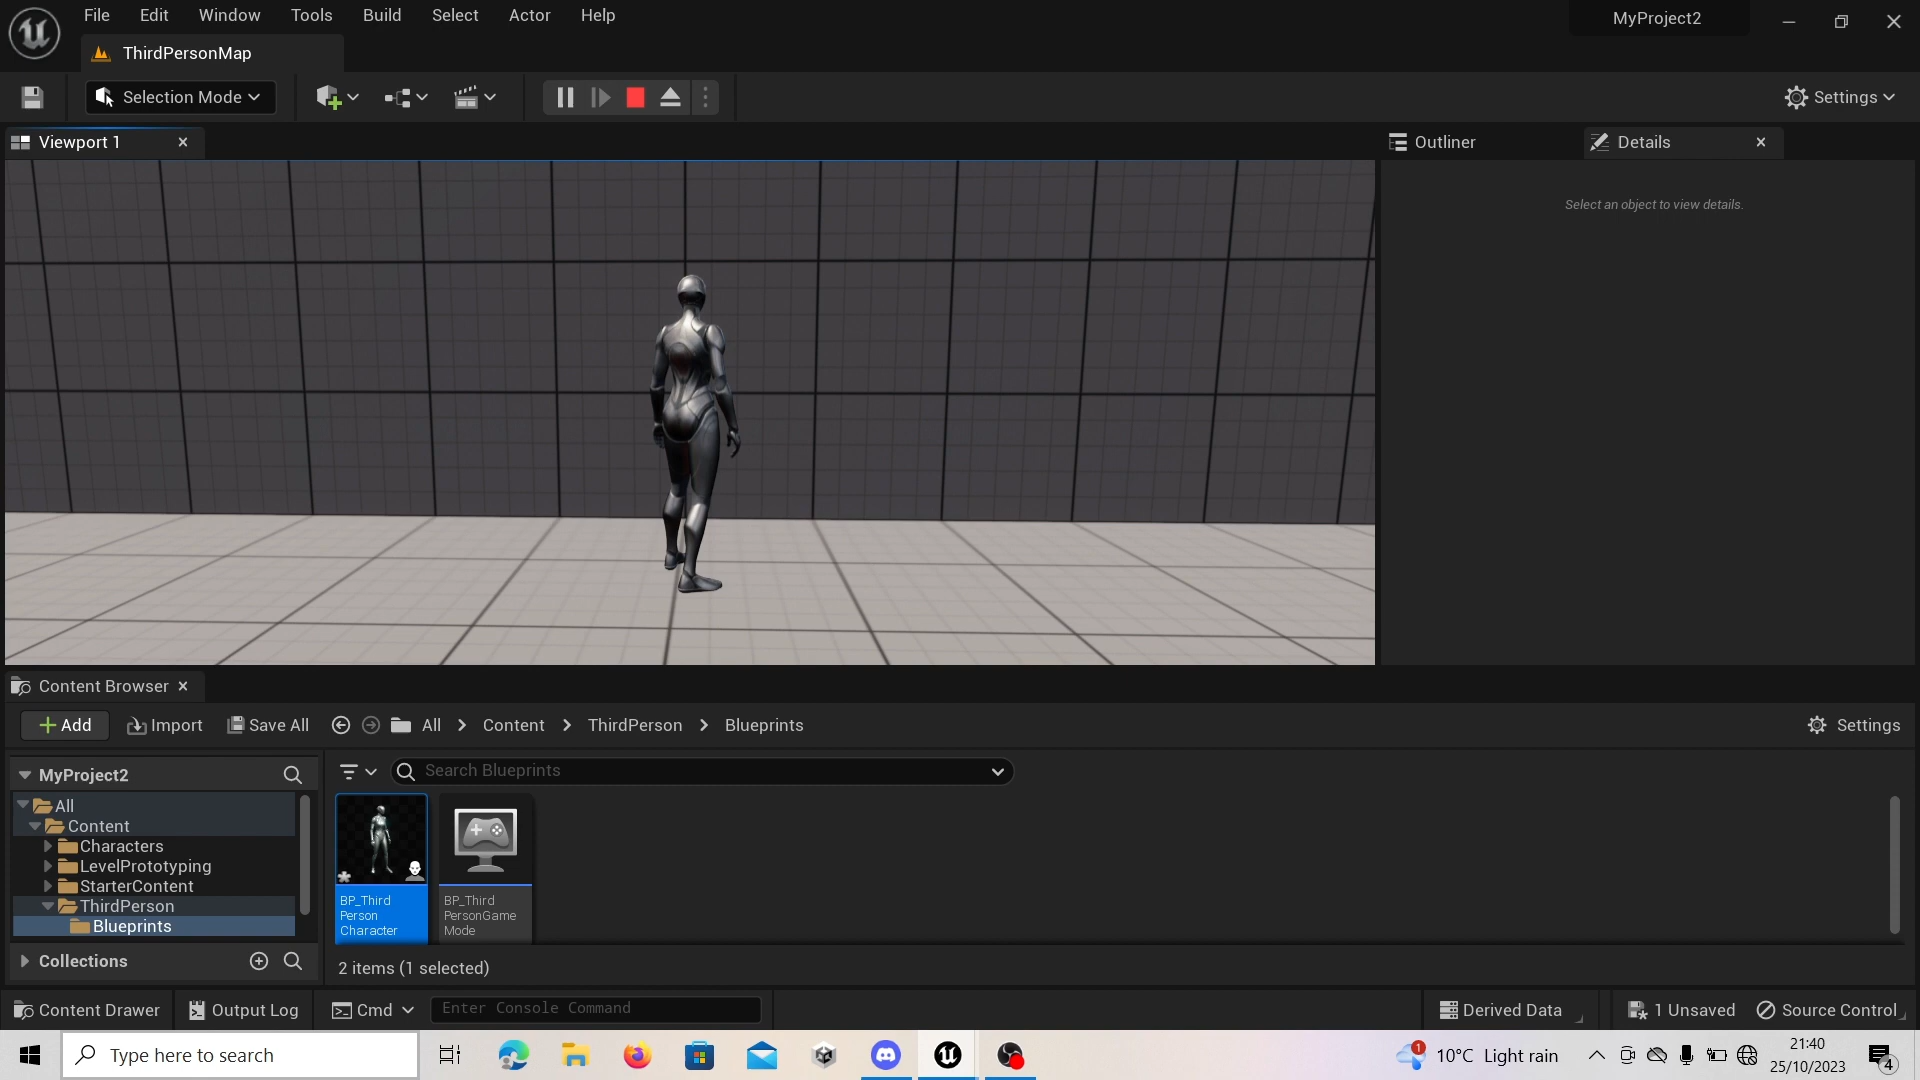 File Edit Window Tools Build Select Actor Help
MyProject2
ThirdPersonMap
Selection Mode
Settings
Viewport 1
Outliner
Details
Select an object to view details.
Content Browser
Add Import Save All All Content ThirdPerson Blueprints
Settings
MyProject2
Search Blueprints
All
Content
Characters
LevelPrototyping
StarterContent
ThirdPerson
Blueprints
BP_Third
Person
Character
BP_Third
PersonGame
Mode
Collections
2 items (1 selected)
Content Drawer Output Log Cmd Enter Console Command Derived Data 1 Unsaved Source Control
Type here to search
1
10°C Light rain
21:40
25/10/2023
4